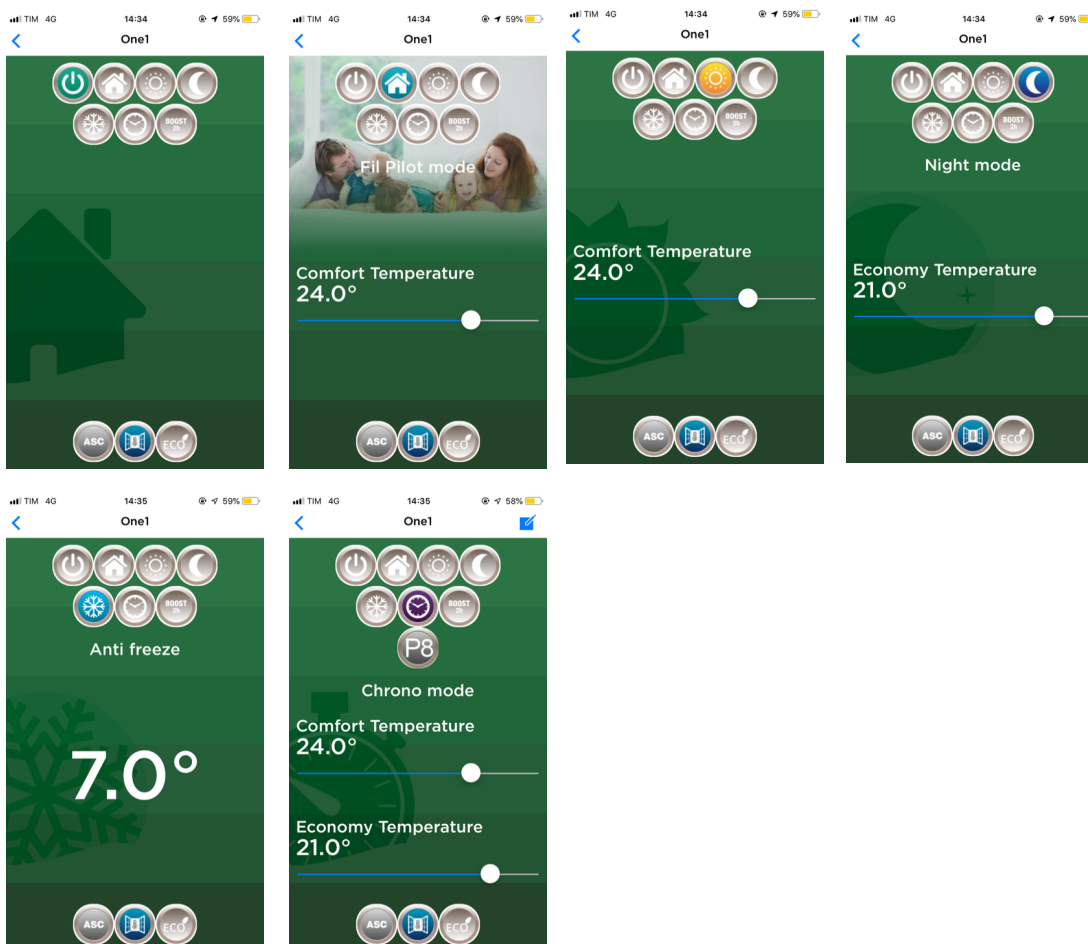 TIM 4G 14:34 59%
One1
BOOST
2h
ASC
ECO
TIM 4G 14:34 59%
One1
BOOST
2h
Fil Pilot mode
Comfort Temperature
24.0°
ASC
ECO
TIM 4G 14:34 59%
One1
BOOST
2h
Comfort Temperature
24.0°
ASC
ECO
TIM 4G 14:34 59%
One1
BOOST
2h
Night mode
Economy Temperature
21.0°
ASC
ECO
TIM 4G 14:35 59%
One1
BOOST
2h
Anti freeze
7.0°
ASC
ECO
TIM 4G 14:35 58%
One1
BOOST
2h
P8
Chrono mode
Comfort Temperature
24.0°
Economy Temperature
21.0°
ASC
ECO